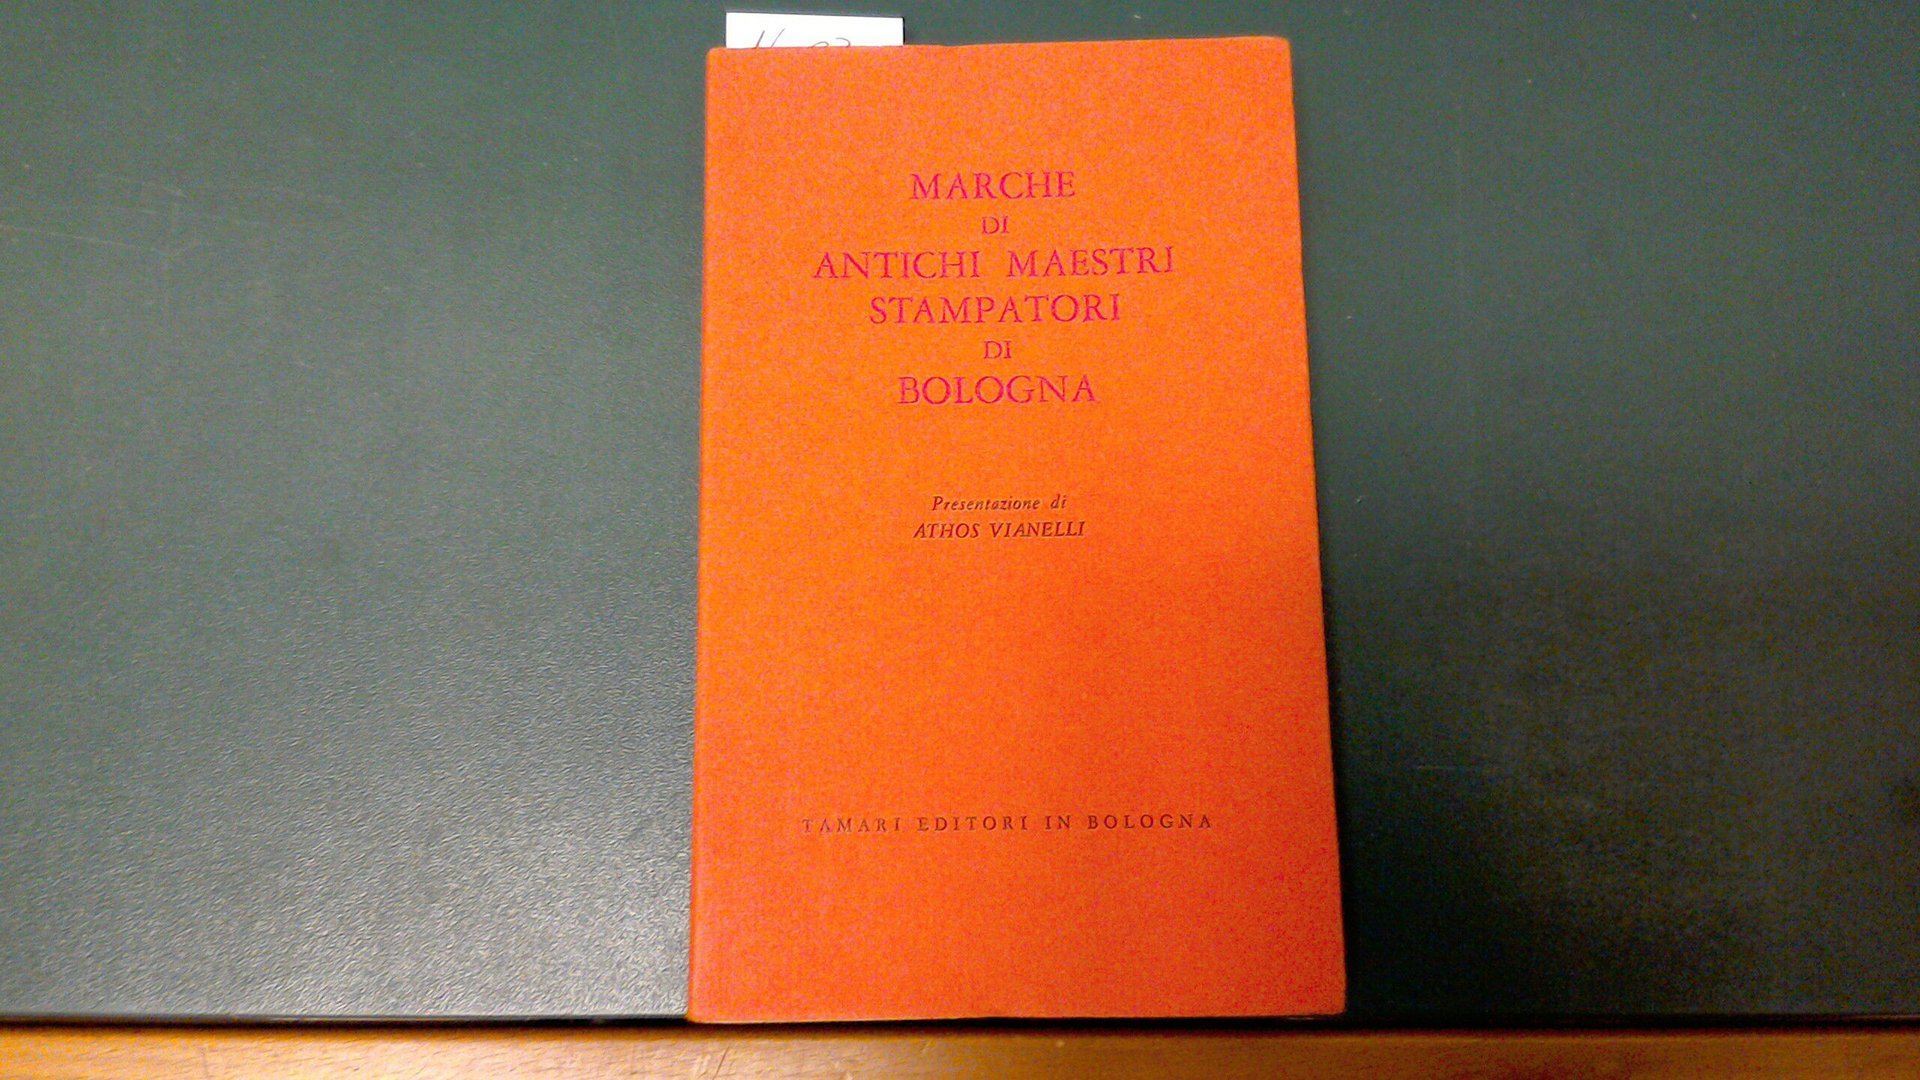 MARCHE
DI
ANTICHI MAESTRI
STAMPATORI
DI
BOLOGNA
Presentazione di
ATHOS VIANELLI
TAMARI EDITORI IN BOLOGNA